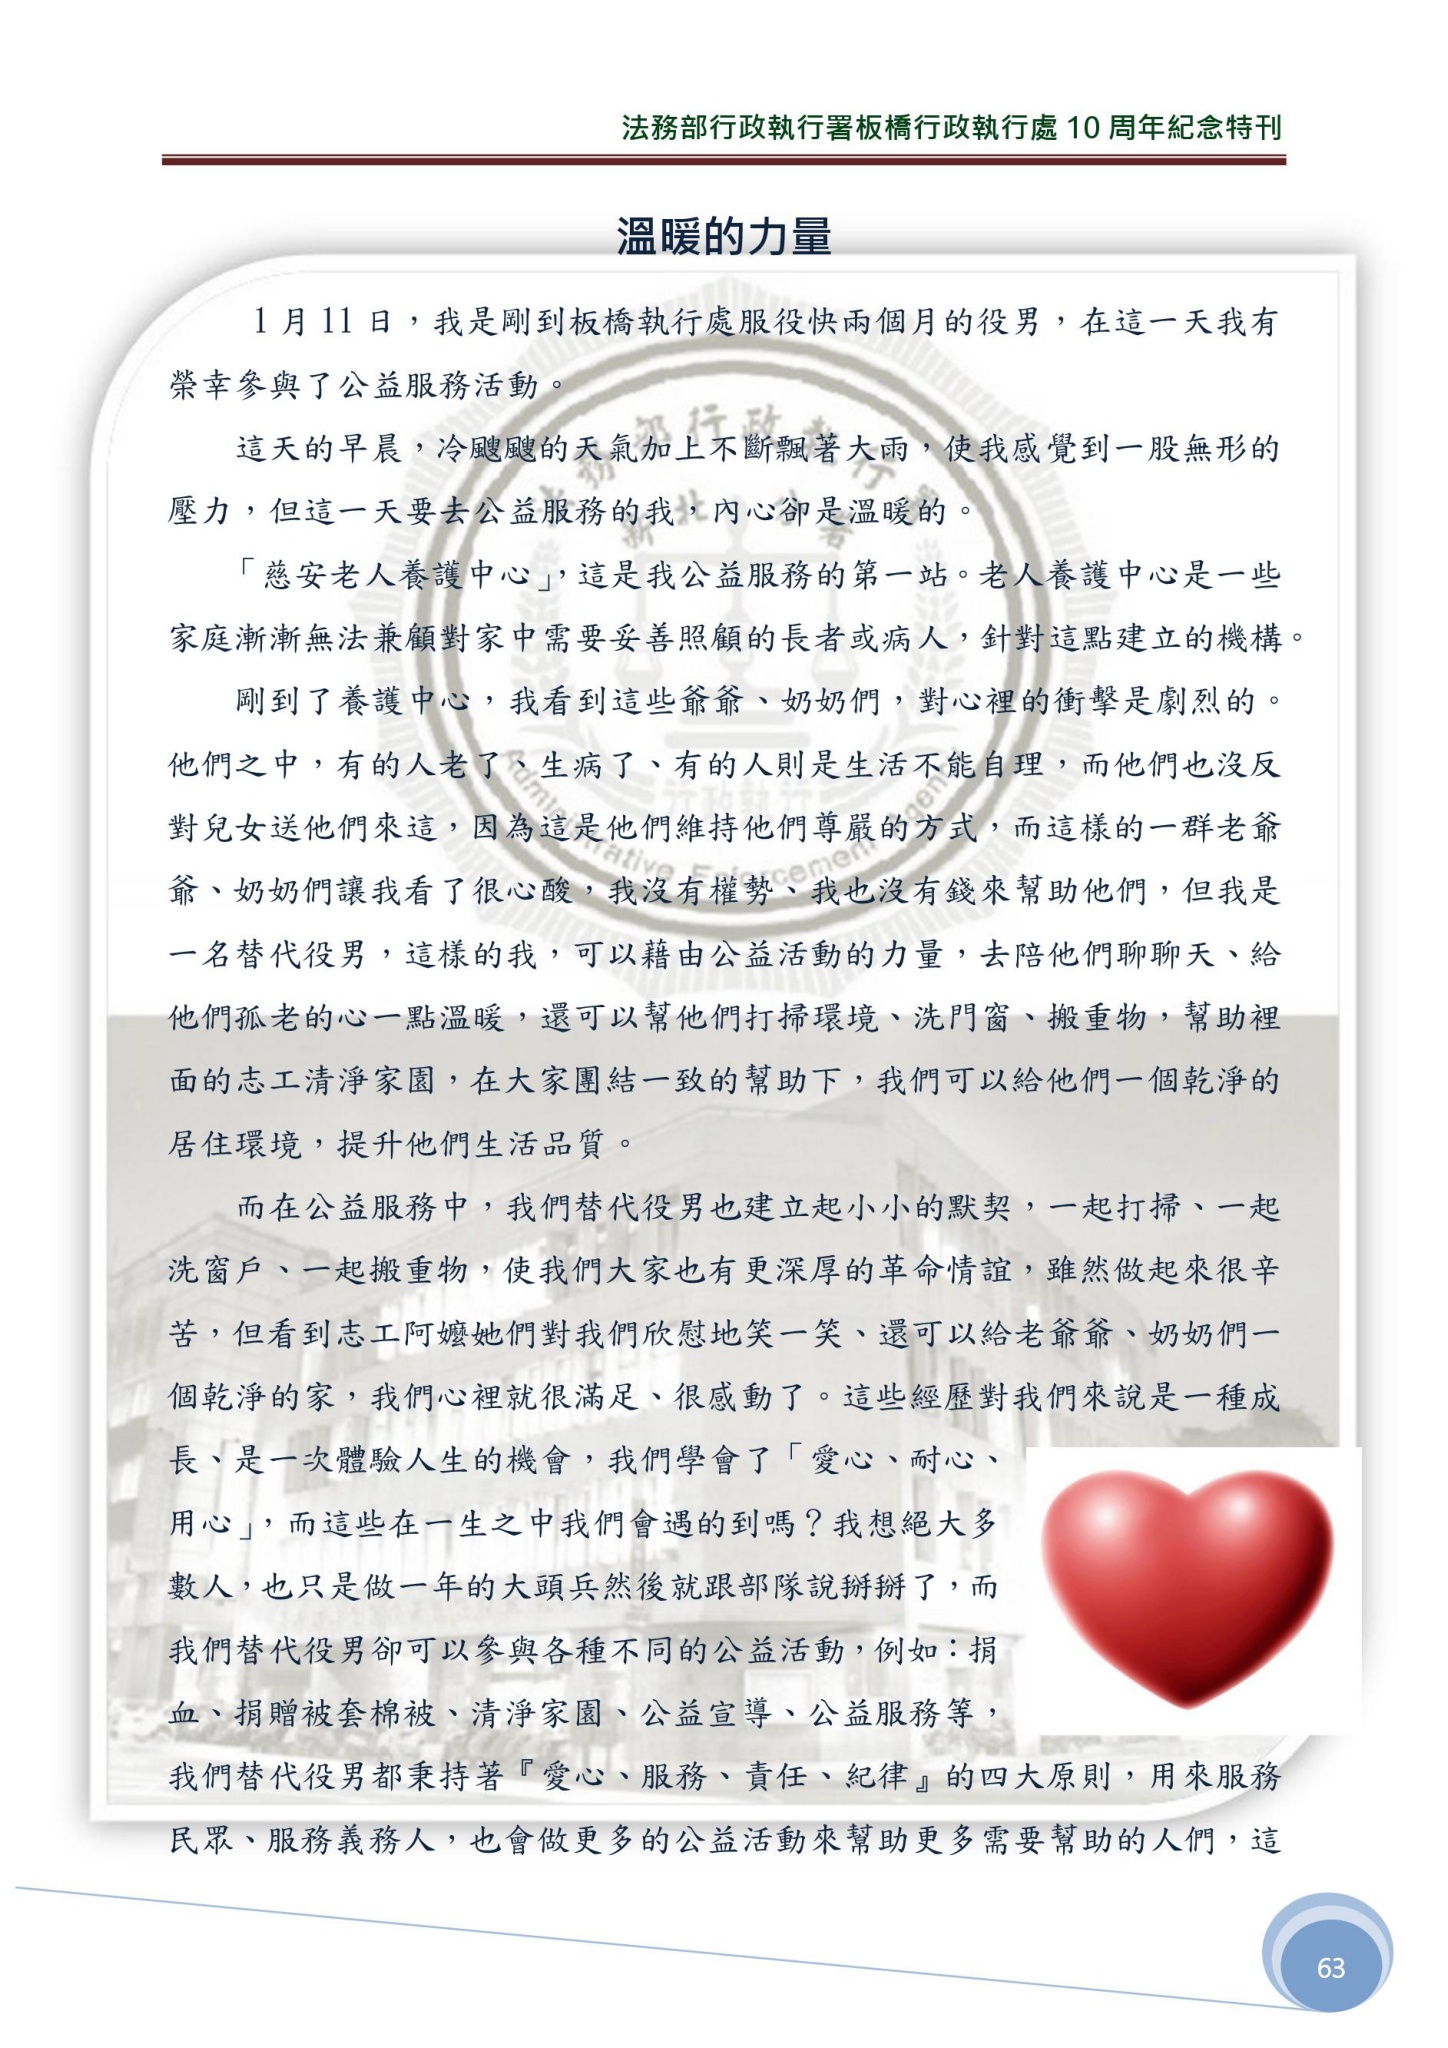 法務部行政執行署板橋行政執行處 10 周年紀念特刊
溫暖的力量
1 月 11 日，我是剛到板橋執行處服役快兩個月的役男，在這一天我有
榮幸參與了公益服務活動。
這天的早晨，冷颼颼的天氣加上不斷飄著大雨，使我感覺到一股無形的
壓力，但這一天要去公益服務的我，內心卻是溫暖的。
「慈安老人養護中心」，這是我公益服務的第一站。老人養護中心是一些
家庭漸漸無法兼顧對家中需要妥善照顧的長者或病人，針對這點建立的機構。
剛到了養護中心，我看到這些爺爺、奶奶們，對心裡的衝擊是劇烈的。
他們之中，有的人老了、生病了、有的人則是生活不能自理，而他們也沒反
對兒女送他們來這，因為這是他們維持他們尊嚴的方式，而這樣的一群老爺
爺、奶奶們讓我看了很心酸，我沒有權勢、我也沒有錢來幫助他們，但我是
一名替代役男，這樣的我，可以藉由公益活動的力量，去陪他們聊聊天、給
他們孤老的心一點溫暖，還可以幫他們打掃環境、洗門窗、搬重物，幫助裡
面的志工清淨家園，在大家團結一致的幫助下，我們可以給他們一個乾淨的
居住環境，提升他們生活品質。
而在公益服務中，我們替代役男也建立起小小的默契，一起打掃、一起
洗窗戶、一起搬重物，使我們大家也有更深厚的革命情誼，雖然做起來很辛
苦，但看到志工阿嬤她們對我們欣慰地笑一笑、還可以給老爺爺、奶奶們一
個乾淨的家，我們心裡就很滿足、很感動了。這些經歷對我們來說是一種成
長、是一次體驗人生的機會，我們學會了「愛心、耐心、
用心」，而這些在一生之中我們會遇的到嗎？我想絕大多
數人，也只是做一年的大頭兵然後就跟部隊說掰掰了，而
我們替代役男卻可以參與各種不同的公益活動，例如：捐
血、捐贈被套棉被、清淨家園、公益宣導、公益服務等，
我們替代役男都秉持著『愛心、服務、責任、紀律』的四大原則，用來服務
民眾、服務義務人，也會做更多的公益活動來幫助更多需要幫助的人們，這
法務部行政執行署
新北分署
行政執行
Administrative Enforcement Agency
63